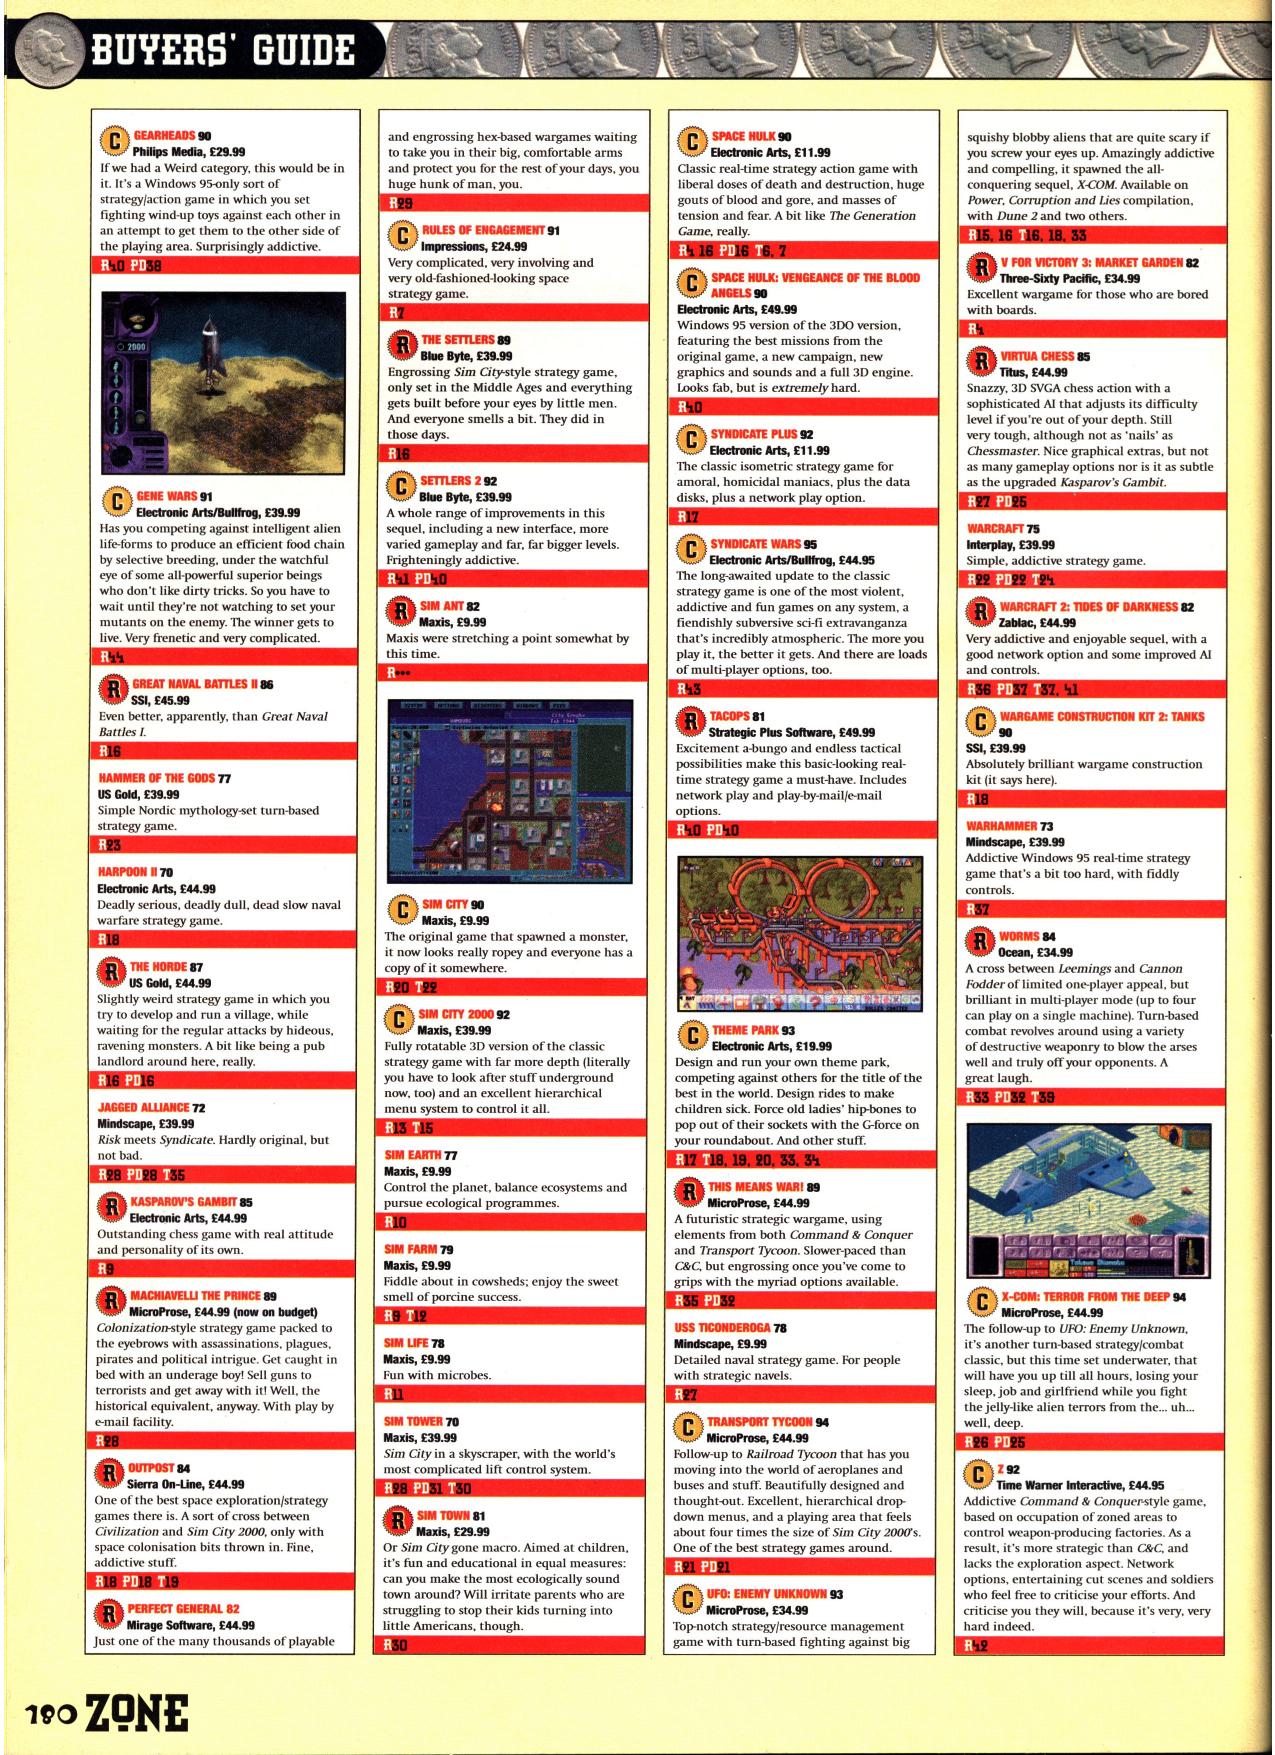 BUYERS' GUIDE
C GEARHEADS 90
Philips Media, £29.99
If we had a Weird category, this would be in
it. It's a Windows 95-only sort of
strategy/action game in which you set
fighting wind-up toys against each other in
an attempt to get them to the other side of
the playing area. Surprisingly addictive.
R40 PD38
2000
C GENE WARS 91
Electronic Arts/Bullfrog, £39.99
Has you competing against intelligent alien
life-forms to produce an efficient food chain
by selective breeding, under the watchful
eye of some all-powerful superior beings
who don't like dirty tricks. So you have to
wait until they're not watching to set your
mutants on the enemy. The winner gets to
live. Very frenetic and very complicated.
R44
R GREAT NAVAL BATTLES II 86
SSI, £45.99
Even better, apparently, than Great Naval
Battles I.
R16
HAMMER OF THE GODS 77
US Gold, £39.99
Simple Nordic mythology-set turn-based
strategy game.
R23
HARPOON II 70
Electronic Arts, £44.99
Deadly serious, deadly dull, dead slow naval
warfare strategy game.
R18
R THE HORDE 87
US Gold, £44.99
Slightly weird strategy game in which you
try to develop and run a village, while
waiting for the regular attacks by hideous,
ravening monsters. A bit like being a pub
landlord around here, really.
R16 PD16
JAGGED ALLIANCE 72
Mindscape, £39.99
Risk meets Syndicate. Hardly original, but
not bad.
R28 PD28 T35
R KASPAROV'S GAMBIT 85
Electronic Arts, £44.99
Outstanding chess game with real attitude
and personality of its own.
R9
R MACHIAVELLI THE PRINCE 89
MicroProse, £44.99 (now on budget)
Colonization-style strategy game packed to
the eyebrows with assassinations, plagues,
pirates and political intrigue. Get caught in
bed with an underage boy! Sell guns to
terrorists and get away with it! Well, the
historical equivalent, anyway. With play by
e-mail facility.
R28
R OUTPOST 84
Sierra On-Line, £44.99
One of the best space exploration/strategy
games there is. A sort of cross between
Civilization and Sim City 2000, only with
space colonisation bits thrown in. Fine,
addictive stuff.
R18 PD18 T19
R PERFECT GENERAL 82
Mirage Software, £44.99
Just one of the many thousands of playable
and engrossing hex-based wargames waiting
to take you in their big, comfortable arms
and protect you for the rest of your days, you
huge hunk of man, you.
R29
C RULES OF ENGAGEMENT 91
Impressions, £24.99
Very complicated, very involving and
very old-fashioned-looking space
strategy game.
R7
R THE SETTLERS 89
Blue Byte, £39.99
Engrossing Sim City-style strategy game,
only set in the Middle Ages and everything
gets built before your eyes by little men.
And everyone smells a bit. They did in
those days.
R16
C SETTLERS 2 92
Blue Byte, £39.99
A whole range of improvements in this
sequel, including a new interface, more
varied gameplay and far, far bigger levels.
Frighteningly addictive.
R41 PD40
R SIM ANT 82
Maxis, £9.99
Maxis were stretching a point somewhat by
this time.
R•••
C SIM CITY 90
Maxis, £9.99
The original game that spawned a monster,
it now looks really ropey and everyone has a
copy of it somewhere.
R20 T22
C SIM CITY 2000 92
Maxis, £39.99
Fully rotatable 3D version of the classic
strategy game with far more depth (literally
you have to look after stuff underground
now, too) and an excellent hierarchical
menu system to control it all.
R13 T15
SIM EARTH 77
Maxis, £9.99
Control the planet, balance ecosystems and
pursue ecological programmes.
R10
SIM FARM 79
Maxis, £9.99
Fiddle about in cowsheds; enjoy the sweet
smell of porcine success.
R9 T12
SIM LIFE 78
Maxis, £9.99
Fun with microbes.
R11
SIM TOWER 70
Maxis, £39.99
Sim City in a skyscraper, with the world's
most complicated lift control system.
R28 PD31 T30
R SIM TOWN 81
Maxis, £29.99
Or Sim City gone macro. Aimed at children,
it's fun and educational in equal measures:
can you make the most ecologically sound
town around? Will irritate parents who are
struggling to stop their kids turning into
little Americans, though.
R30
C SPACE HULK 90
Electronic Arts, £11.99
Classic real-time strategy action game with
liberal doses of death and destruction, huge
gouts of blood and gore, and masses of
tension and fear. A bit like The Generation
Game, really.
R4 16 PD16 T6, 7
C SPACE HULK: VENGEANCE OF THE BLOOD
ANGELS 90
Electronic Arts, £49.99
Windows 95 version of the 3DO version,
featuring the best missions from the
original game, a new campaign, new
graphics and sounds and a full 3D engine.
Looks fab, but is extremely hard.
R40
C SYNDICATE PLUS 92
Electronic Arts, £11.99
The classic isometric strategy game for
amoral, homicidal maniacs, plus the data
disks, plus a network play option.
R17
C SYNDICATE WARS 95
Electronic Arts/Bullfrog, £44.95
The long-awaited update to the classic
strategy game is one of the most violent,
addictive and fun games on any system, a
fiendishly subversive sci-fi extravaganza
that's incredibly atmospheric. The more you
play it, the better it gets. And there are loads
of multi-player options, too.
R43
R TACOPS 81
Strategic Plus Software, £49.99
Excitement a-bungo and endless tactical
possibilities make this basic-looking real-
time strategy game a must-have. Includes
network play and play-by-mail/e-mail
options.
R40 PD40
C THEME PARK 93
Electronic Arts, £19.99
Design and run your own theme park,
competing against others for the title of the
best in the world. Design rides to make
children sick. Force old ladies' hip-bones to
pop out of their sockets with the G-force on
your roundabout. And other stuff.
R17 T18, 19, 20, 33, 34
R THIS MEANS WAR! 89
MicroProse, £44.99
A futuristic strategic wargame, using
elements from both Command & Conquer
and Transport Tycoon. Slower-paced than
C&C, but engrossing once you've come to
grips with the myriad options available.
R35 PD32
USS TICONDEROGA 78
Mindscape, £9.99
Detailed naval strategy game. For people
with strategic navels.
R27
C TRANSPORT TYCOON 94
MicroProse, £44.99
Follow-up to Railroad Tycoon that has you
moving into the world of aeroplanes and
buses and stuff. Beautifully designed and
thought-out. Excellent, hierarchical drop-
down menus, and a playing area that feels
about four times the size of Sim City 2000's.
One of the best strategy games around.
R21 PD21
C UFO: ENEMY UNKNOWN 93
MicroProse, £34.99
Top-notch strategy/resource management
game with turn-based fighting against big
squishy blobby aliens that are quite scary if
you screw your eyes up. Amazingly addictive
and compelling, it spawned the all-
conquering sequel, X-COM. Available on
Power, Corruption and Lies compilation,
with Dune 2 and two others.
R15, 16 T16, 18, 33
R V FOR VICTORY 3: MARKET GARDEN 82
Three-Sixty Pacific, £34.99
Excellent wargame for those who are bored
with boards.
R4
R VIRTUA CHESS 85
Titus, £44.99
Snazzy, 3D SVGA chess action with a
sophisticated AI that adjusts its difficulty
level if you're out of your depth. Still
very tough, although not as 'nails' as
Chessmaster. Nice graphical extras, but not
as many gameplay options nor is it as subtle
as the upgraded Kasparov's Gambit.
R27 PD25
WARCRAFT 75
Interplay, £39.99
Simple, addictive strategy game.
R22 PD22 T24
R WARCRAFT 2: TIDES OF DARKNESS 82
Zablac, £44.99
Very addictive and enjoyable sequel, with a
good network option and some improved AI
and controls.
R36 PD37 T37, 41
C WARGAME CONSTRUCTION KIT 2: TANKS
90
SSI, £39.99
Absolutely brilliant wargame construction
kit (it says here).
R18
WARHAMMER 73
Mindscape, £39.99
Addictive Windows 95 real-time strategy
game that's a bit too hard, with fiddly
controls.
R37
R WORMS 84
Ocean, £34.99
A cross between Leemings and Cannon
Fodder of limited one-player appeal, but
brilliant in multi-player mode (up to four
can play on a single machine). Turn-based
combat revolves around using a variety
of destructive weaponry to blow the arses
well and truly off your opponents. A
great laugh.
R33 PD32 T39
C X-COM: TERROR FROM THE DEEP 94
MicroProse, £44.99
The follow-up to UFO: Enemy Unknown,
it's another turn-based strategy/combat
classic, but this time set underwater, that
will have you up till all hours, losing your
sleep, job and girlfriend while you fight
the jelly-like alien terrors from the... uh...
well, deep.
R26 PD25
C Z 92
Time Warner Interactive, £44.95
Addictive Command & Conquer-style game,
based on occupation of zoned areas to
control weapon-producing factories. As a
result, it's more strategic than C&C, and
lacks the exploration aspect. Network
options, entertaining cut scenes and soldiers
who feel free to criticise your efforts. And
criticise you they will, because it's very, very
hard indeed.
R42
190 ZONE